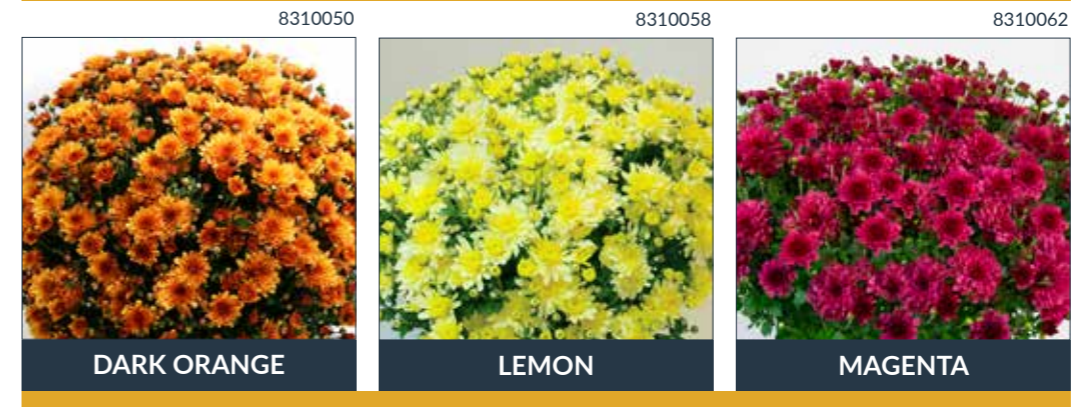 8310050
8310058
8310062
DARK ORANGE
LEMON
MAGENTA